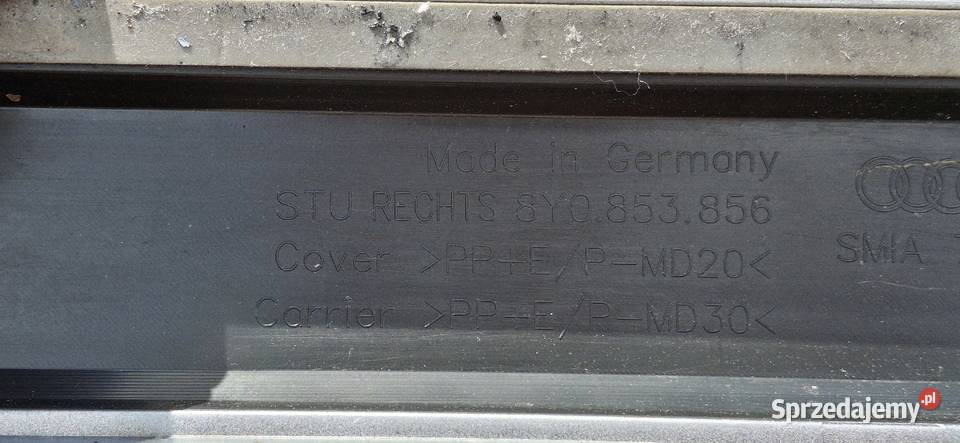 Made in Germany
STU RECHTS 8Y0.853.856
Cover >PP+E/P-MD20<
SMIA
Carrier >PP-E/P-MD30<
Sprzedajemy.pl